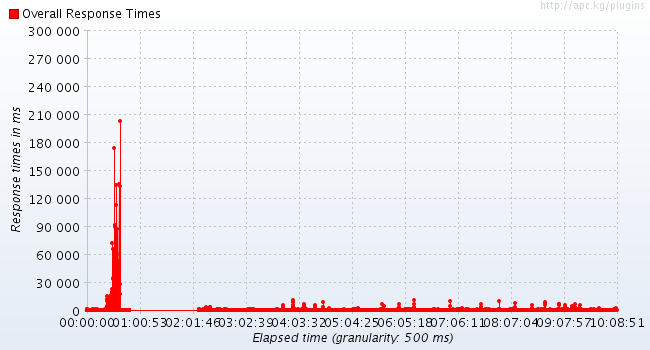 http://apc.kg/plugins
Overall Response Times
300 000
270 000
240 000
210 000
180 000
150 000
120 000
90 000
60 000
30 000
0
Response times in ms
00:00:00 01:00:53 02:01:46 03:02:39 04:03:32 05:04:25 06:05:18 07:06:11 08:07:04 09:07:57 10:08:51
Elapsed time (granularity: 500 ms)